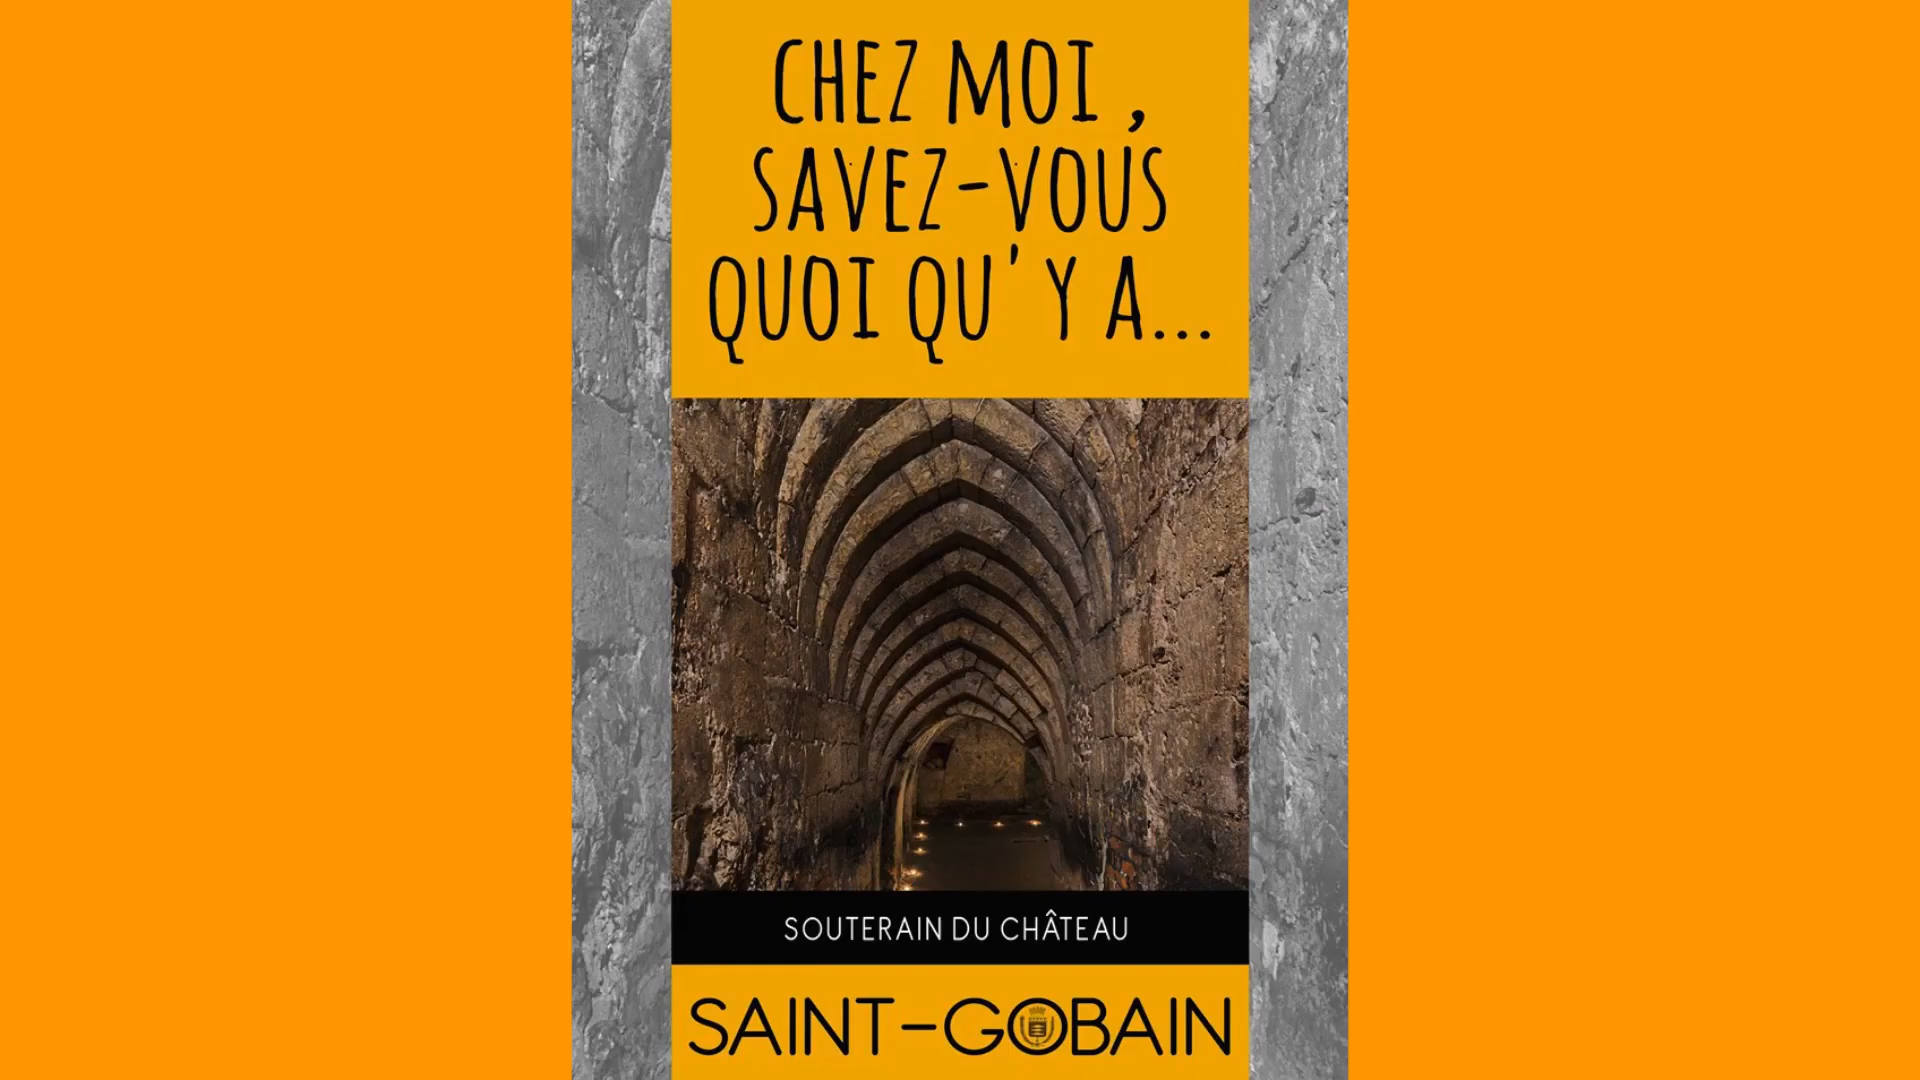 CHEZ MOI ,
SAVEZ-VOUS
QUOI QU'Y A...
SOUTERAIN DU CHÂTEAU
SAINT-GOBAIN